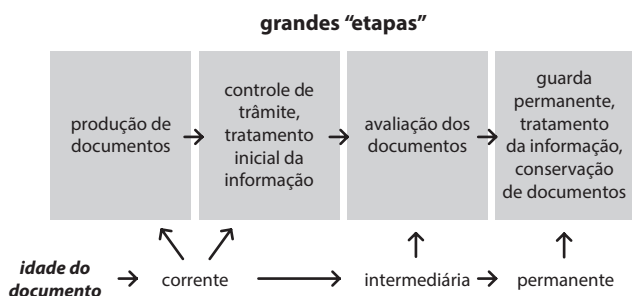 grandes “etapas”
produção de
documentos
controle de
trâmite,
tratamento
inicial da
informação
avaliação dos
documentos
guarda
permanente,
tratamento
da informação,
conservação
de documentos
idade do
documento
corrente
intermediária
permanente